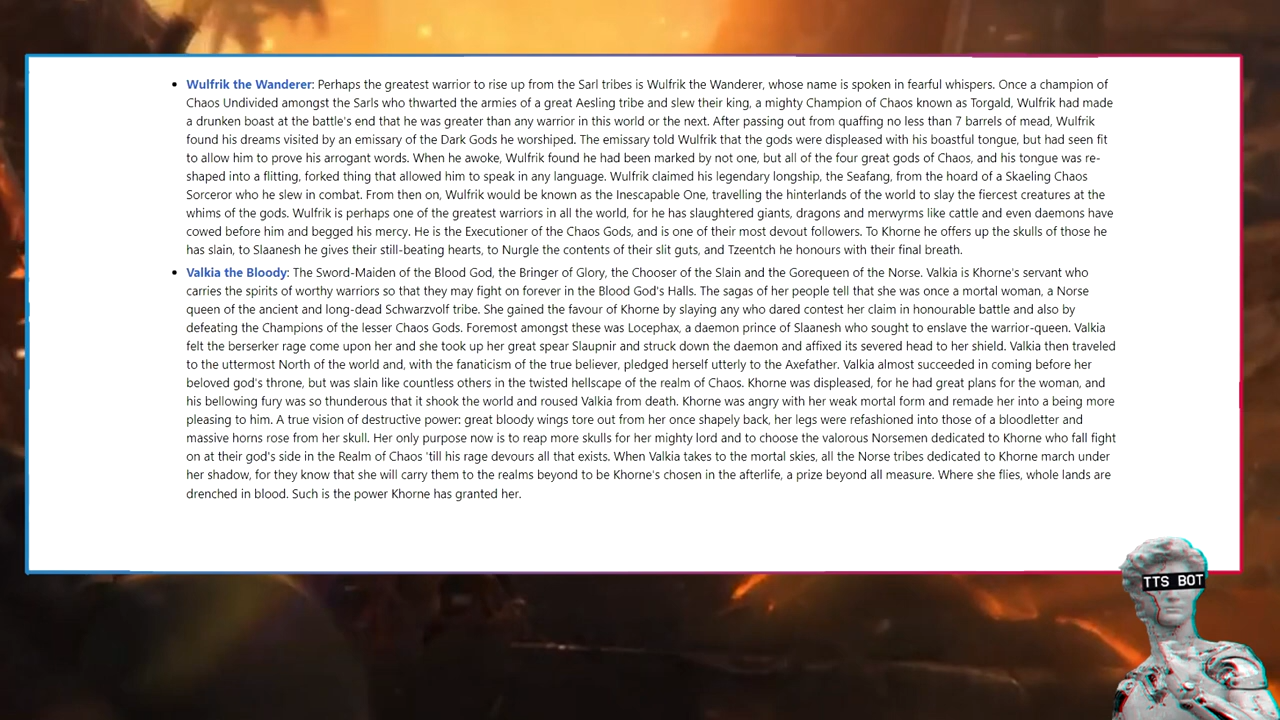 Wulfrik the Wanderer: Perhaps the greatest warrior to rise up from the Sarl tribes is Wulfrik the Wanderer, whose name is spoken in fearful whispers. Once a champion of
Chaos Undivided amongst the Sarls who thwarted the armies of a great Aesling tribe and slew their king, a mighty Champion of Chaos known as Torgald, Wulfrik had made
a drunken boast at the battle's end that he was greater than any warrior in this world or the next. After passing out from quaffing no less than 7 barrels of mead, Wulfrik
found his dreams visited by an emissary of the Dark Gods he worshiped. The emissary told Wulfrik that the gods were displeased with his boastful tongue, but had seen fit
to allow him to prove his arrogant words. When he awoke, Wulfrik found he had been marked by not one, but all of the four great gods of Chaos, and his tongue was re-
shaped into a flitting, forked thing that allowed him to speak in any language. Wulfrik claimed his legendary longship, the Seafang, from the hoard of a Skaeling Chaos
Sorceror who he slew in combat. From then on, Wulfrik would be known as the Inescapable One, travelling the hinterlands of the world to slay the fiercest creatures at the
whims of the gods. Wulfrik is perhaps one of the greatest warriors in all the world, for he has slaughtered giants, dragons and merwyrms like cattle and even daemons have
cowed before him and begged his mercy. He is the Executioner of the Chaos Gods, and is one of their most devout followers. To Khorne he offers up the skulls of those he
has slain, to Slaanesh he gives their still-beating hearts, to Nurgle the contents of their slit guts, and Tzeentch he honours with their final breath.
Valkia the Bloody: The Sword-Maiden of the Blood God, the Bringer of Glory, the Chooser of the Slain and the Gorequeen of the Norse. Valkia is Khorne's servant who
carries the spirits of worthy warriors so that they may fight on forever in the Blood God's Halls. The sagas of her people tell that she was once a mortal woman, a Norse
queen of the ancient and long-dead Schwarzvolf tribe. She gained the favour of Khorne by slaying any who dared contest her claim in honourable battle and also by
defeating the Champions of the lesser Chaos Gods. Foremost amongst these was Locephax, a daemon prince of Slaanesh who sought to enslave the warrior-queen. Valkia
felt the berserker rage come upon her and she took up her great spear Slaupnir and struck down the daemon and affixed its severed head to her shield. Valkia then traveled
to the uttermost North of the world and, with the fanaticism of the true believer, pledged herself utterly to the Axefather. Valkia almost succeeded in coming before her
beloved god's throne, but was slain like countless others in the twisted hellscape of the realm of Chaos. Khorne was displeased, for he had great plans for the woman, and
his bellowing fury was so thunderous that it shook the world and roused Valkia from death. Khorne was angry with her weak mortal form and remade her into a being more
pleasing to him. A true vision of destructive power: great bloody wings tore out from her once shapely back, her legs were refashioned into those of a bloodletter and
massive horns rose from her skull. Her only purpose now is to reap more skulls for her mighty lord and to choose the valorous Norsemen dedicated to Khorne who fall fight
on at their god's side in the Realm of Chaos 'till his rage devours all that exists. When Valkia takes to the mortal skies, all the Norse tribes dedicated to Khorne march under
her shadow, for they know that she will carry them to the realms beyond to be Khorne's chosen in the afterlife, a prize beyond all measure. Where she flies, whole lands are
drenched in blood. Such is the power Khorne has granted her.
TTS BOT